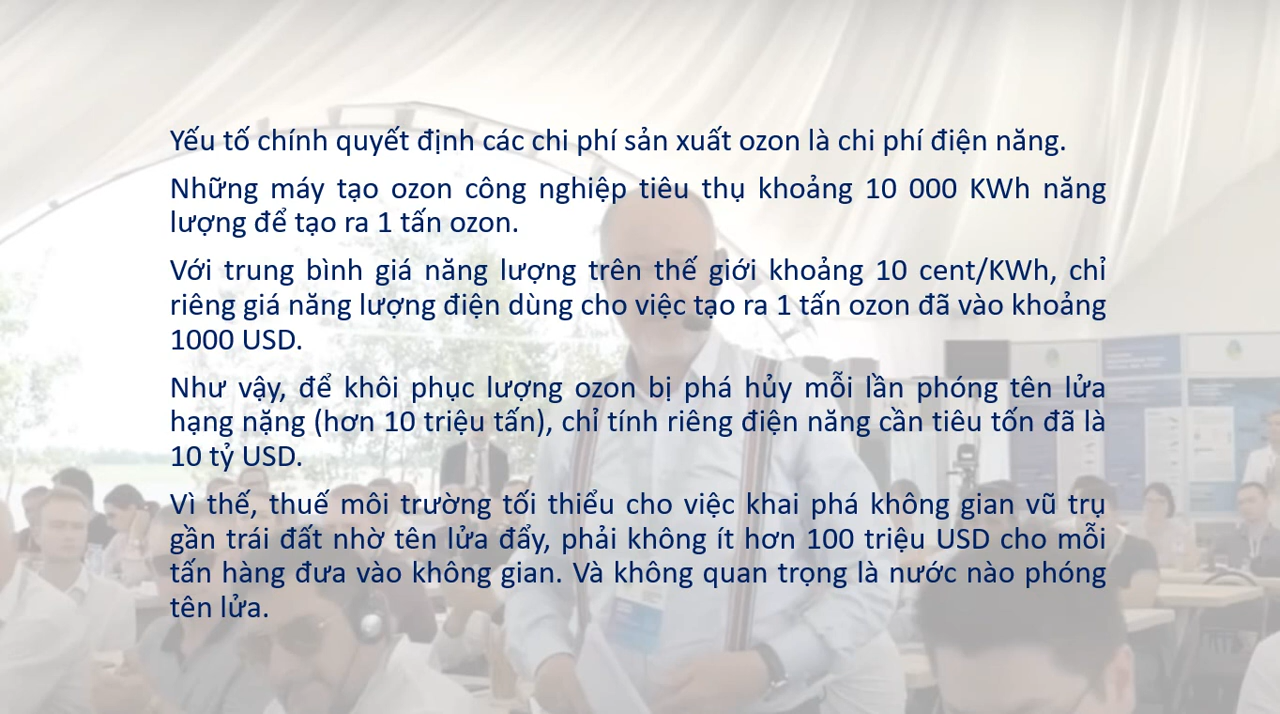 Yếu tố chính quyết định các chi phí sản xuất ozon là chi phí điện năng.
Những máy tạo ozon công nghiệp tiêu thụ khoảng 10 000 KWh năng
lượng để tạo ra 1 tấn ozon.
Với trung bình giá năng lượng trên thế giới khoảng 10 cent/KWh, chỉ
riêng giá năng lượng điện dùng cho việc tạo ra 1 tấn ozon đã vào khoảng
1000 USD.
Như vậy, để khôi phục lượng ozon bị phá hủy mỗi lần phóng tên lửa
hạng nặng (hơn 10 triệu tấn), chỉ tính riêng điện năng cần tiêu tốn đã là
10 tỷ USD.
Vì thế, thuế môi trường tối thiểu cho việc khai phá không gian vũ trụ
gần trái đất nhờ tên lửa đẩy, phải không ít hơn 100 triệu USD cho mỗi
tấn hàng đưa vào không gian. Và không quan trọng là nước nào phóng
tên lửa.